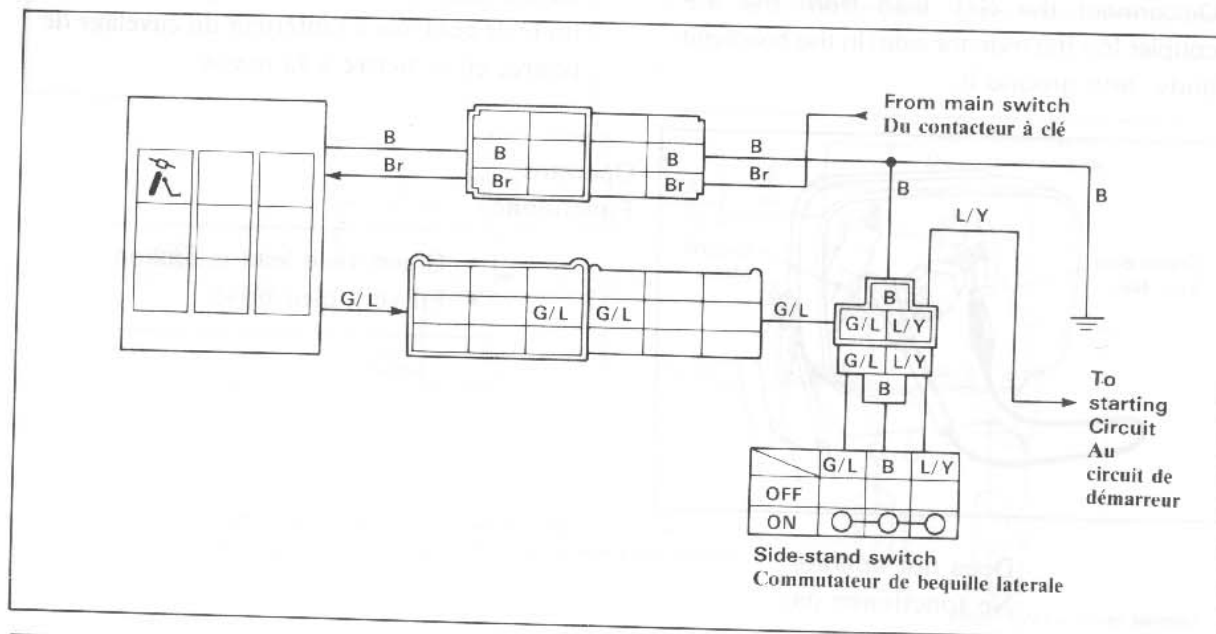 From main switch
Du contacteur à clé
B
B
B
B
Br
Br
Br
Br
B
B
L/Y
G/L
G/L
G/L
G/L
B
G/L L/Y
G/L L/Y
B
To
starting
Circuit
Au
circuit de
démarreur
G/L B L/Y
OFF
ON
Side-stand switch
Commutateur de bequille laterale